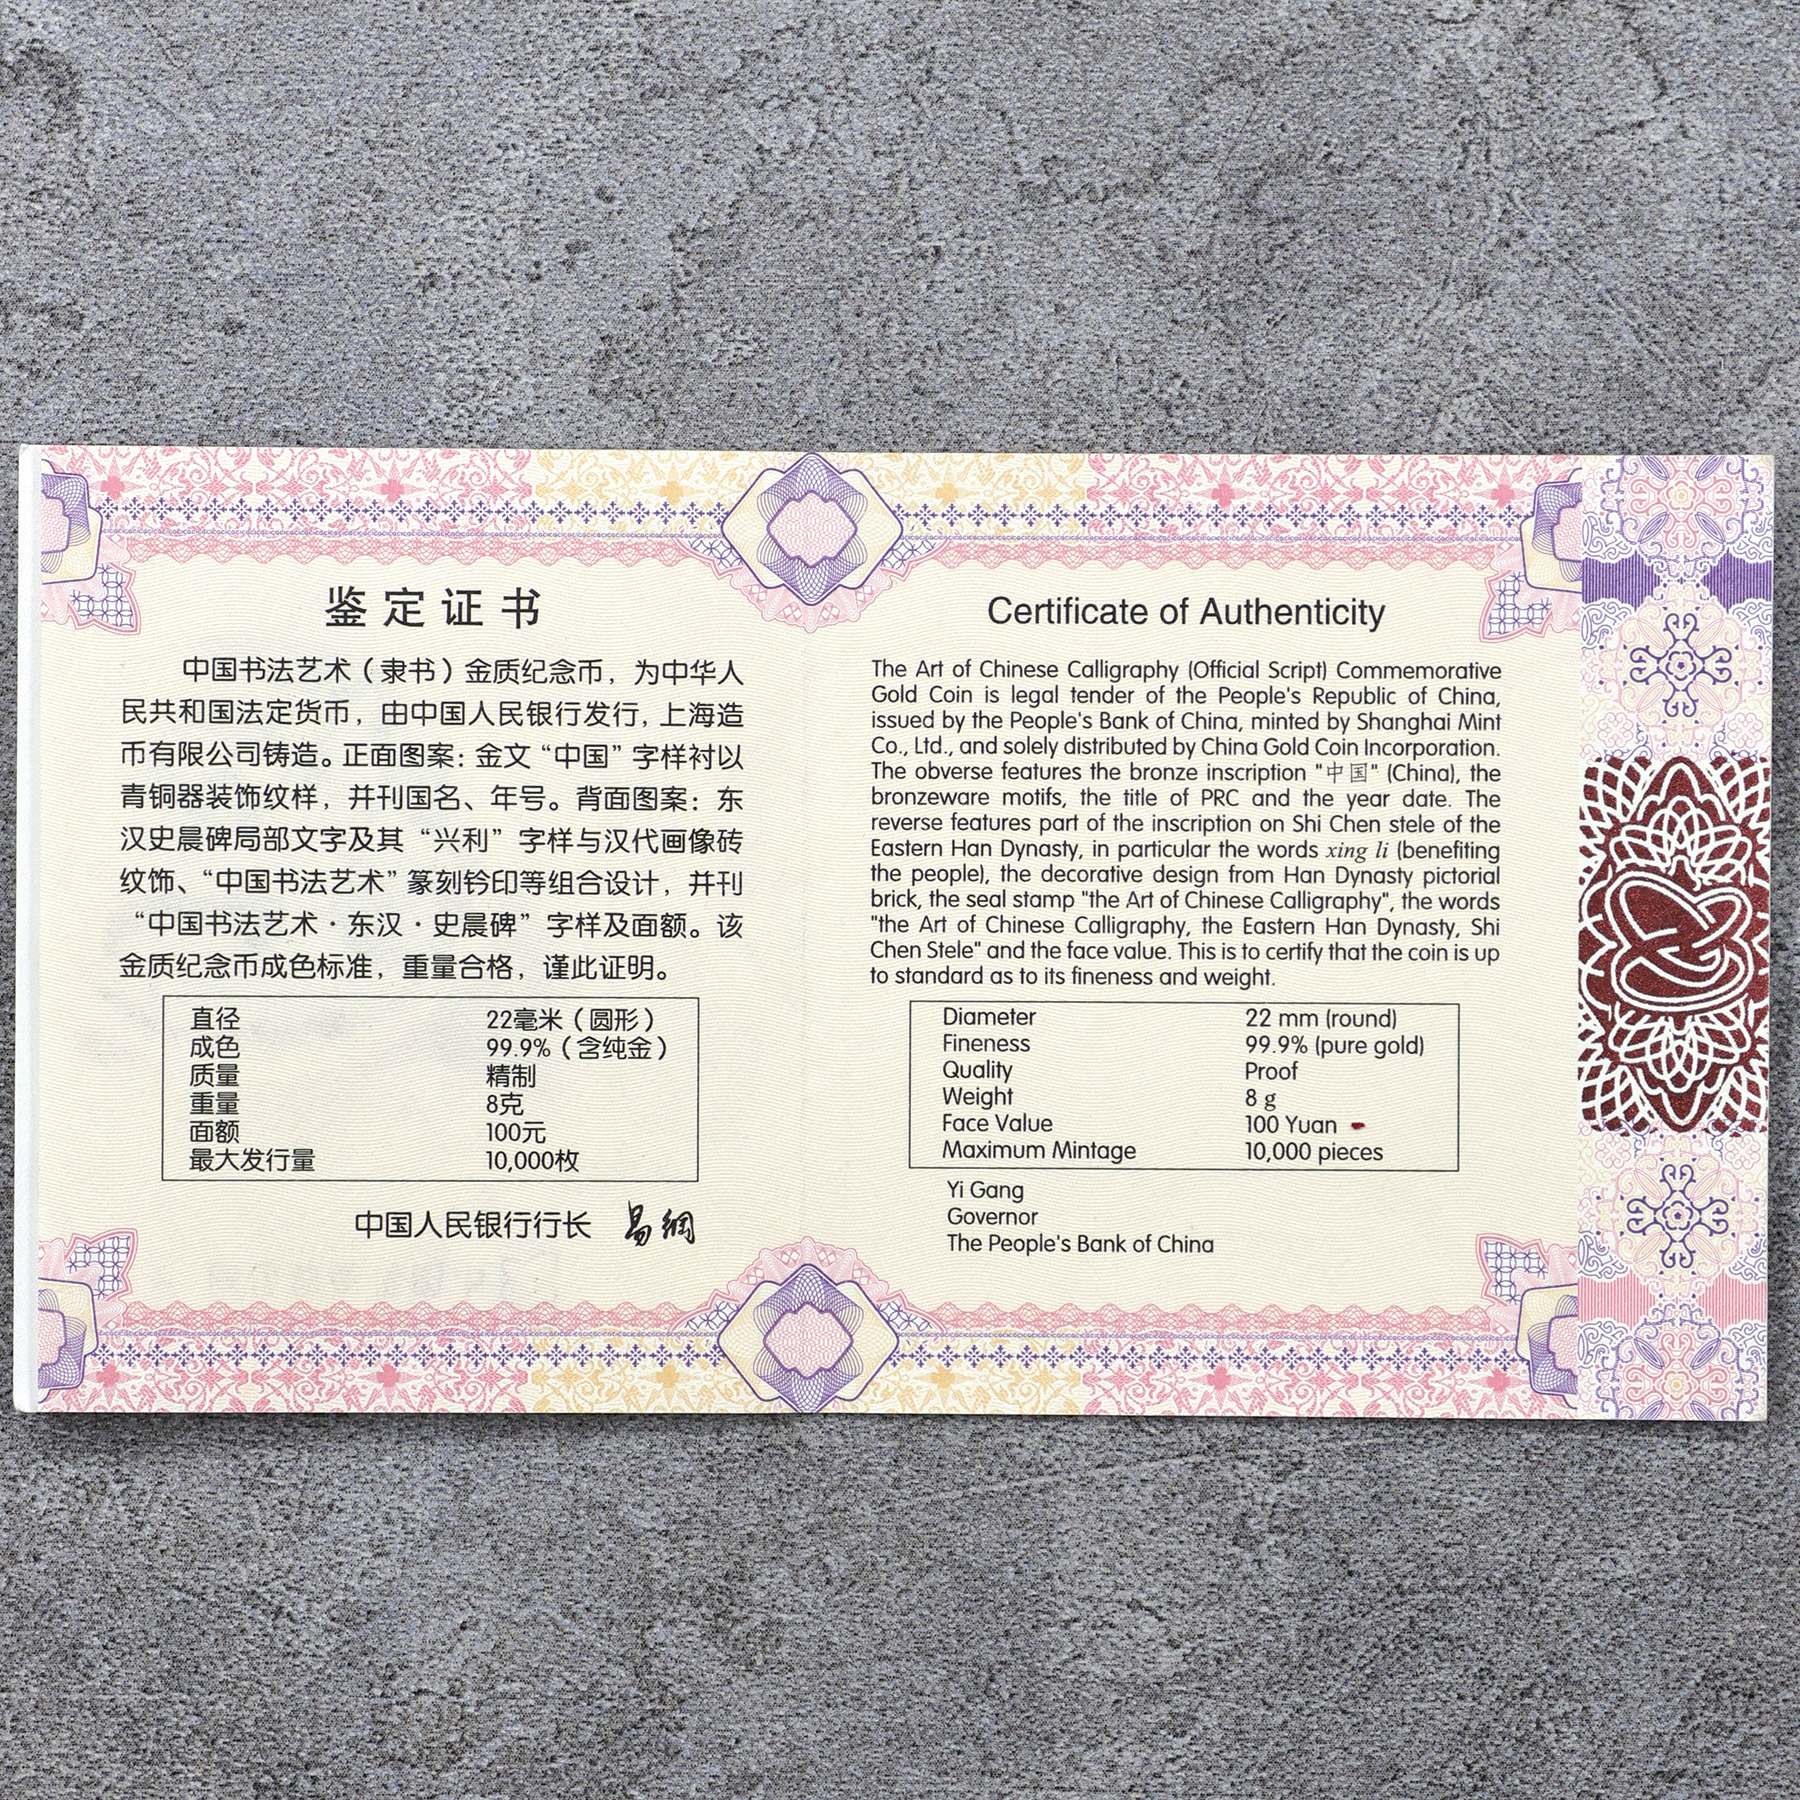 鉴定证书
中国书法艺术（隶书）金质纪念币，为中华人
民共和国法定货币，由中国人民银行发行，上海造
币有限公司铸造。正面图案：金文“中国”字样衬以
青铜器装饰纹样，并刊国名、年号。背面图案：东
汉史晨碑局部文字及其“兴利”字样与汉代画像砖
纹饰、“中国书法艺术”篆刻钤印等组合设计，并刊
“中国书法艺术·东汉·史晨碑”字样及面额。该
金质纪念币成色标准，重量合格，谨此证明。
直径 22毫米（圆形）
成色 99.9%（含纯金）
质量 精制
重量 8克
面额 100元
最大发行量 10,000枚
中国人民银行行长 易纲
Certificate of Authenticity
The Art of Chinese Calligraphy (Official Script) Commemorative
Gold Coin is legal tender of the People's Republic of China,
issued by the People's Bank of China, minted by Shanghai Mint
Co., Ltd., and solely distributed by China Gold Coin Incorporation.
The obverse features the bronze inscription "中国" (China), the
bronzeware motifs, the title of PRC and the year date. The
reverse features part of the inscription on Shi Chen stele of the
Eastern Han Dynasty, in particular the words xing li (benefiting
the people), the decorative design from Han Dynasty pictorial
brick, the seal stamp "the Art of Chinese Calligraphy", the words
"the Art of Chinese Calligraphy, the Eastern Han Dynasty, Shi
Chen Stele" and the face value. This is to certify that the coin is up
to standard as to its fineness and weight.
Diameter 22 mm (round)
Fineness 99.9% (pure gold)
Quality Proof
Weight 8 g
Face Value 100 Yuan
Maximum Mintage 10,000 pieces
Yi Gang
Governor
The People's Bank of China